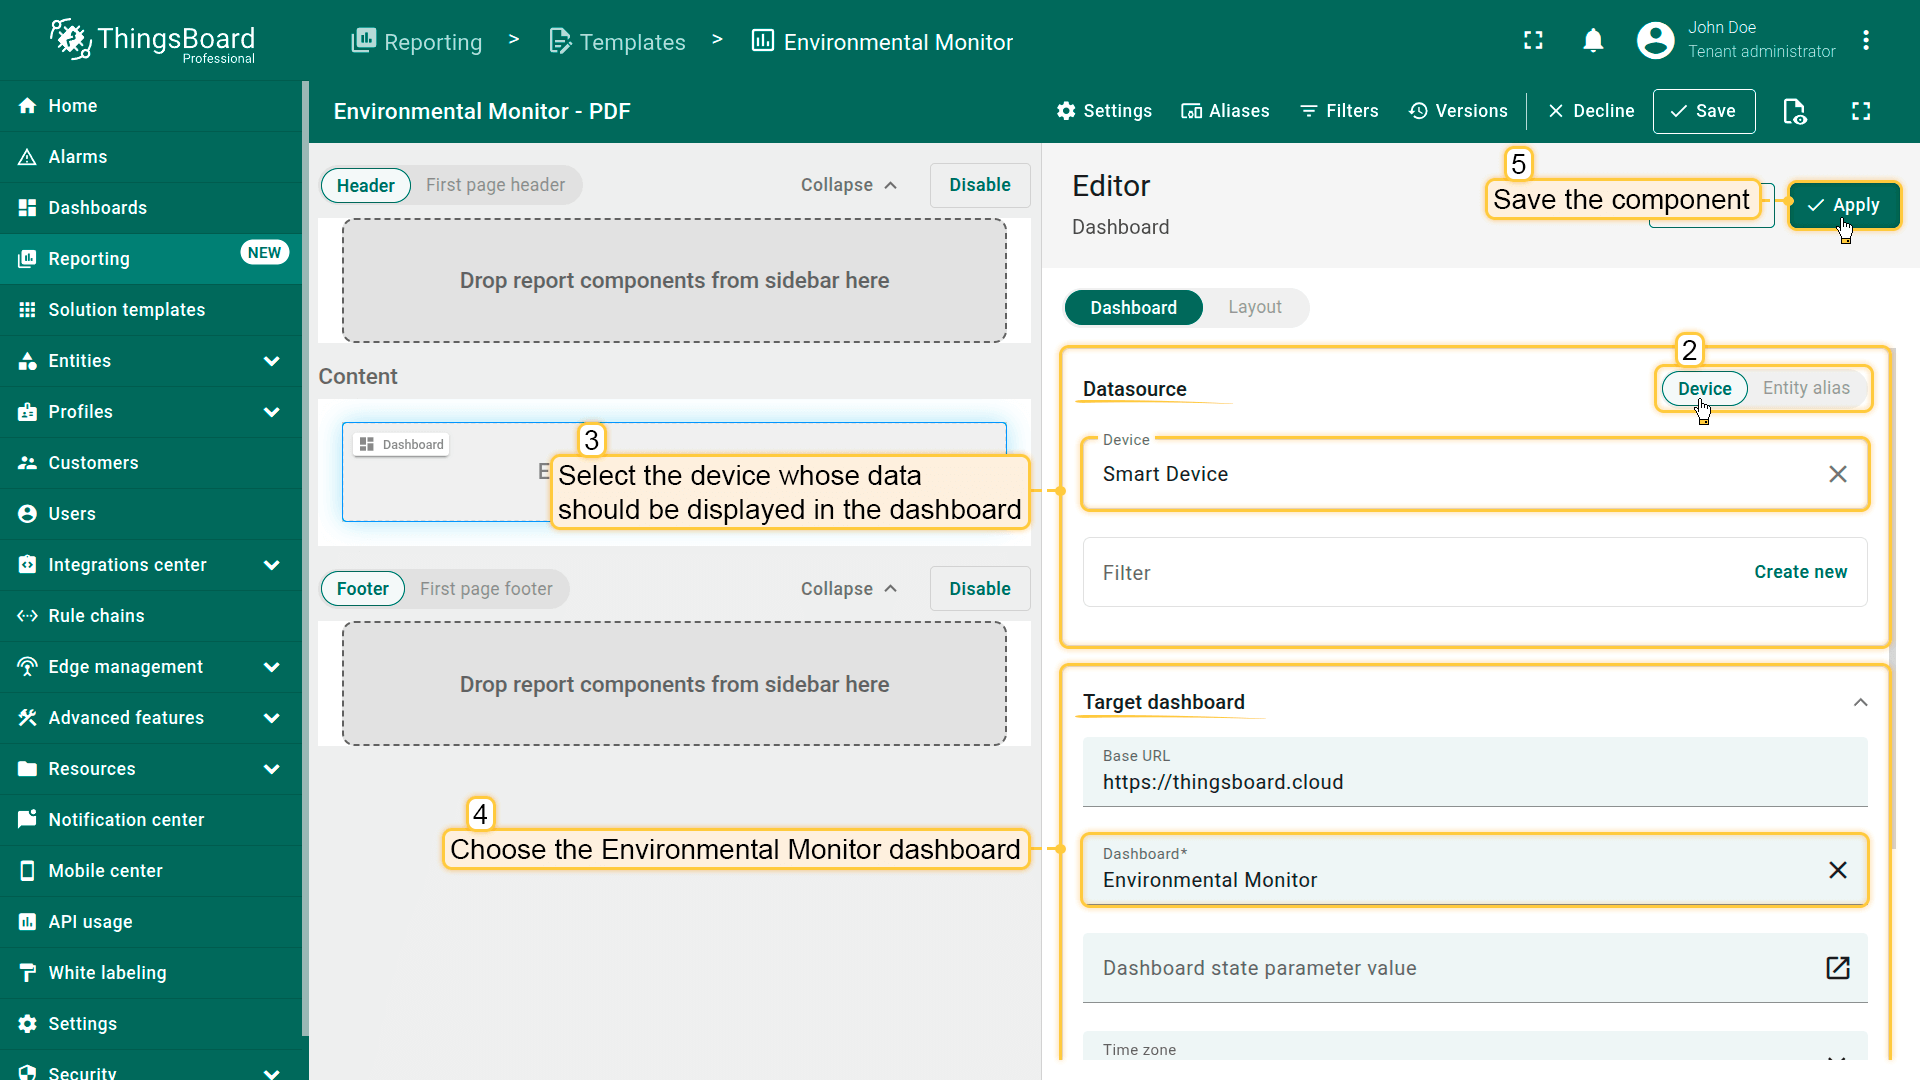 ThingsBoard
Professional
Reporting > Templates > Environmental Monitor
John Doe
Tenant administrator
Home
Alarms
Dashboards
Reporting NEW
Solution templates
Entities
Profiles
Customers
Users
Integrations center
Rule chains
Edge management
Advanced features
Resources
Notification center
Mobile center
API usage
White labeling
Settings
Security
Environmental Monitor - PDF
Settings Aliases Filters Versions Decline Save
Header First page header Collapse Disable
Drop report components from sidebar here
Content
Dashboard
3
Select the device whose data
should be displayed in the dashboard
Footer First page footer Collapse Disable
Drop report components from sidebar here
4
Choose the Environmental Monitor dashboard
Editor
Dashboard
5
Save the component
Apply
Dashboard Layout
2
Datasource Device Entity alias
Device
Smart Device
Filter Create new
Target dashboard
Base URL
https://thingsboard.cloud
Dashboard*
Environmental Monitor
Dashboard state parameter value
Time zone